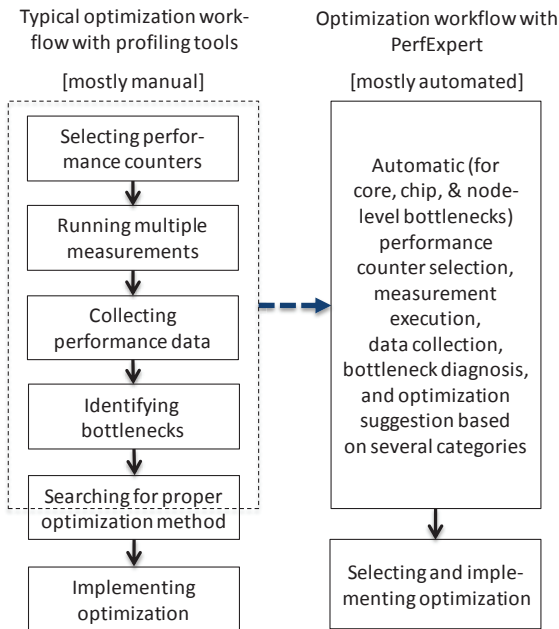 Typical optimization work-
flow with profiling tools
[mostly manual]
Selecting perfor-
mance counters
Running multiple
measurements
Collecting
performance data
Identifying
bottlenecks
Searching for proper
optimization method
Implementing
optimization
Optimization workflow with
PerfExpert
[mostly automated]
Automatic (for
core, chip, & node-
level bottlenecks)
performance
counter selection,
measurement
execution,
data collection,
bottleneck diagnosis,
and optimization
suggestion based
on several categories
Selecting and imple-
menting optimization